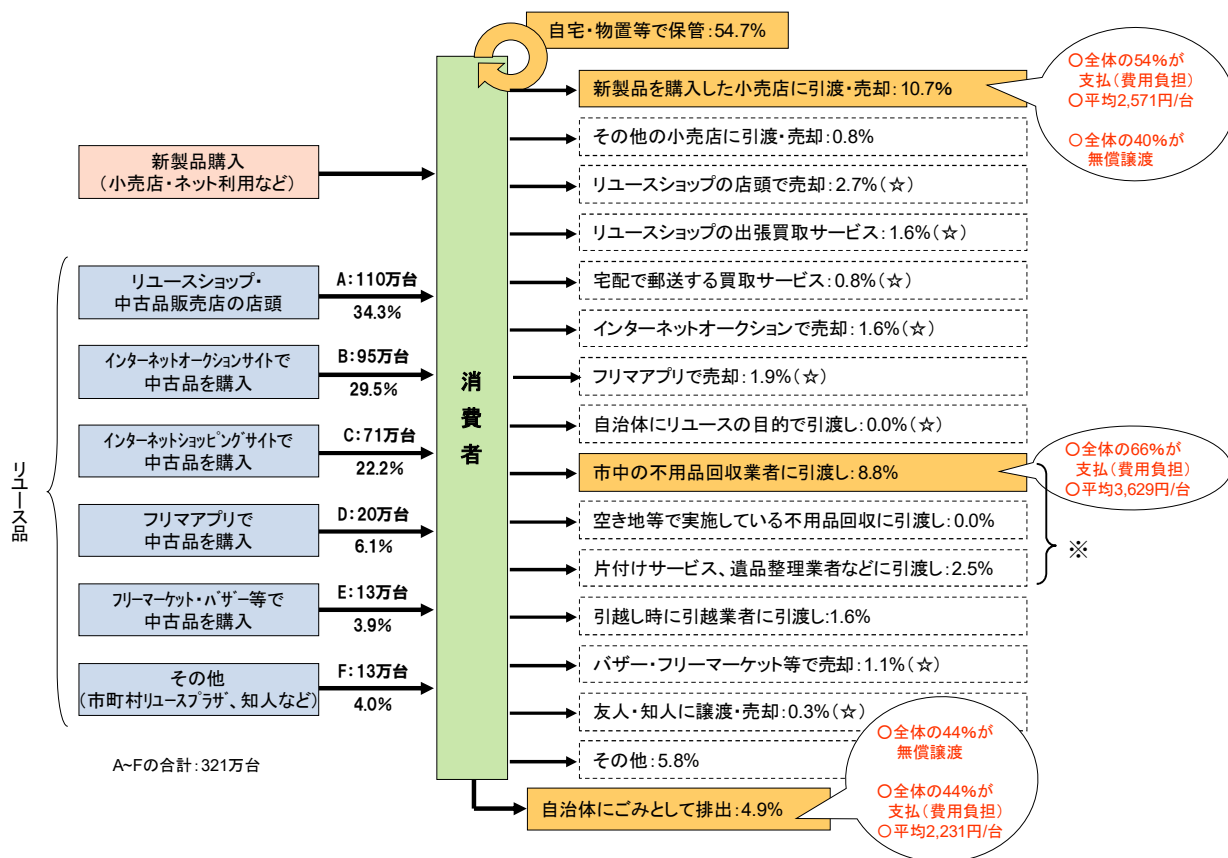 自宅・物置等で保管:54.7%
新製品を購入した小売店に引渡・売却:10.7%
○全体の54%が
支払(費用負担)
○平均2,571円/台
○全体の40%が
無償譲渡
その他の小売店に引渡・売却:0.8%
新製品購入
(小売店・ネット利用など)
リユースショップの店頭で売却:2.7%(☆)
リユースショップの出張買取サービス:1.6%(☆)
リユース品
リユースショップ・
中古品販売店の店頭
A:110万台
34.3%
宅配で郵送する買取サービス:0.8%(☆)
インターネットオークションで売却:1.6%(☆)
インターネットオークションサイトで
中古品を購入
B:95万台
29.5%
消費者
フリマアプリで売却:1.9%(☆)
自治体にリユースの目的で引渡し:0.0%(☆)
インターネットショッピングサイトで
中古品を購入
C:71万台
22.2%
市中の不用品回収業者に引渡し:8.8%
○全体の66%が
支払(費用負担)
○平均3,629円/台
フリマアプリで
中古品を購入
D:20万台
6.1%
空き地等で実施している不用品回収に引渡し:0.0%
片付けサービス、遺品整理業者などに引渡し:2.5%
※
フリーマーケット・バザー等で
中古品を購入
E:13万台
3.9%
引越し時に引越業者に引渡し:1.6%
バザー・フリーマーケット等で売却:1.1%(☆)
その他
(市町村リユースプラザ、知人など)
F:13万台
4.0%
友人・知人に譲渡・売却:0.3%(☆)
その他:5.8%
A~Fの合計:321万台
自治体にごみとして排出:4.9%
○全体の44%が
無償譲渡
○全体の44%が
支払(費用負担)
○平均2,231円/台